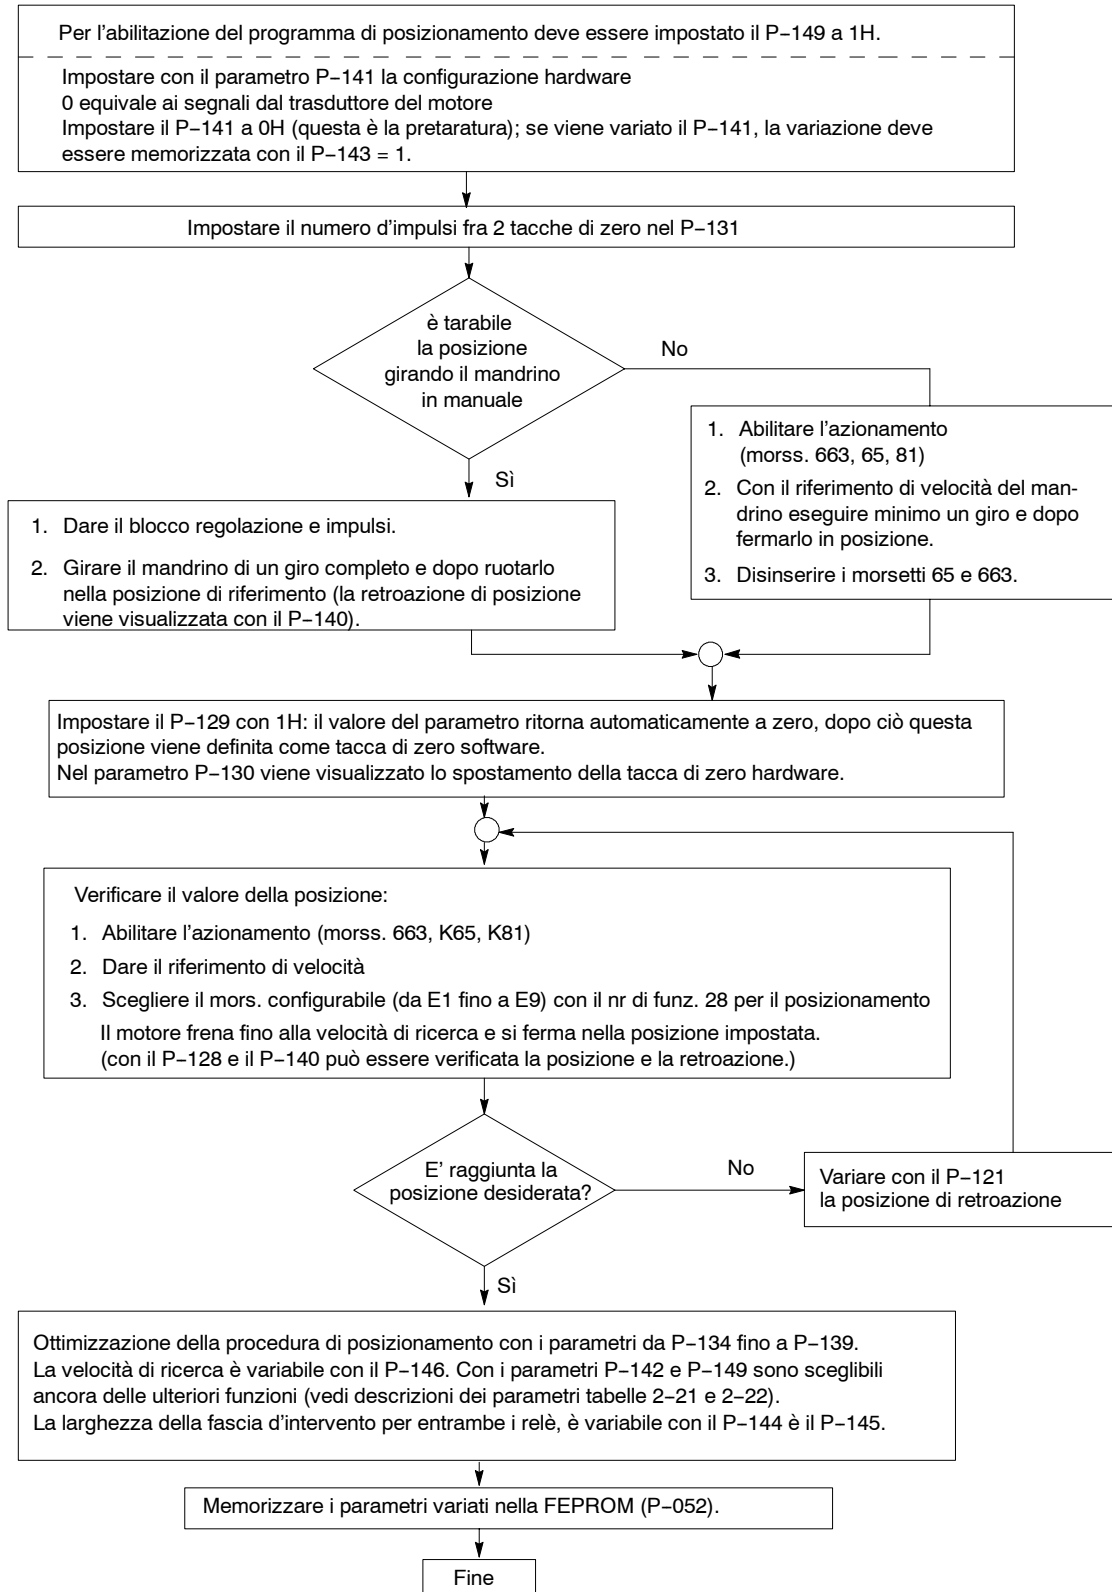 Per l'abilitazione del programma di posizionamento deve essere impostato il P–149 a 1H.
Impostare con il parametro P–141 la configurazione hardware
0 equivale ai segnali dal trasduttore del motore
Impostare il P–141 a 0H (questa è la pretaratura); se viene variato il P–141, la variazione deve
essere memorizzata con il P–143 = 1.
Impostare il numero d'impulsi fra 2 tacche di zero nel P–131
è tarabile
la posizione
girando il mandrino
in manuale
No
1. Abilitare l'azionamento
(morss. 663, 65, 81)
2. Con il riferimento di velocità del man-
drino eseguire minimo un giro e dopo
fermarlo in posizione.
3. Disinserire i morsetti 65 e 663.
Sì
1. Dare il blocco regolazione e impulsi.
2. Girare il mandrino di un giro completo e dopo ruotarlo
nella posizione di riferimento (la retroazione di posizione
viene visualizzata con il P–140).
Impostare il P–129 con 1H: il valore del parametro ritorna automaticamente a zero, dopo ciò questa
posizione viene definita come tacca di zero software.
Nel parametro P–130 viene visualizzato lo spostamento della tacca di zero hardware.
Verificare il valore della posizione:
1. Abilitare l'azionamento (morss. 663, K65, K81)
2. Dare il riferimento di velocità
3. Scegliere il mors. configurabile (da E1 fino a E9) con il nr di funz. 28 per il posizionamento
Il motore frena fino alla velocità di ricerca e si ferma nella posizione impostata.
(con il P–128 e il P–140 può essere verificata la posizione e la retroazione.)
E' raggiunta la
posizione desiderata?
No
Variare con il P–121
la posizione di retroazione
Sì
Ottimizzazione della procedura di posizionamento con i parametri da P–134 fino a P–139.
La velocità di ricerca è variabile con il P–146. Con i parametri P–142 e P–149 sono sceglibili
ancora delle ulteriori funzioni (vedi descrizioni dei parametri tabelle 2–21 e 2–22).
La larghezza della fascia d'intervento per entrambe i relè, è variabile con il P–144 è il P–145.
Memorizzare i parametri variati nella FEPROM (P–052).
Fine